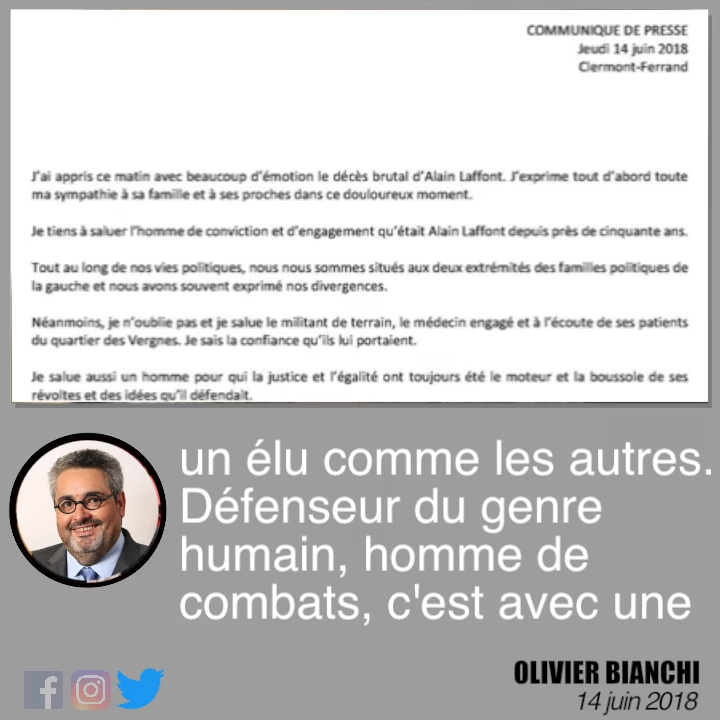 COMMUNIQUE DE PRESSE
Jeudi 14 juin 2018
Clermont-Ferrand
J'ai appris ce matin avec beaucoup d'émotion le décès brutal d'Alain Laffont. J'exprime tout d'abord toute
ma sympathie à sa famille et à ses proches dans ce douloureux moment.
Je tiens à saluer l'homme de conviction et d'engagement qu'était Alain Laffont depuis près de cinquante ans.
Tout au long de nos vies politiques, nous nous sommes situés aux deux extrémités des familles politiques de
la gauche et nous avons souvent exprimé nos divergences.
Néanmoins, je n'oublie pas et je salue le militant de terrain, le médecin engagé et à l'écoute de ses patients
du quartier des Vergnes. Je sais la confiance qu'ils lui portaient.
Je salue aussi un homme pour qui la justice et l'égalité ont toujours été le moteur et la boussole de ses
révoltes et des idées qu'il défendait.
un élu comme les autres.
Défenseur du genre
humain, homme de
combats, c'est avec une
OLIVIER BIANCHI
14 juin 2018